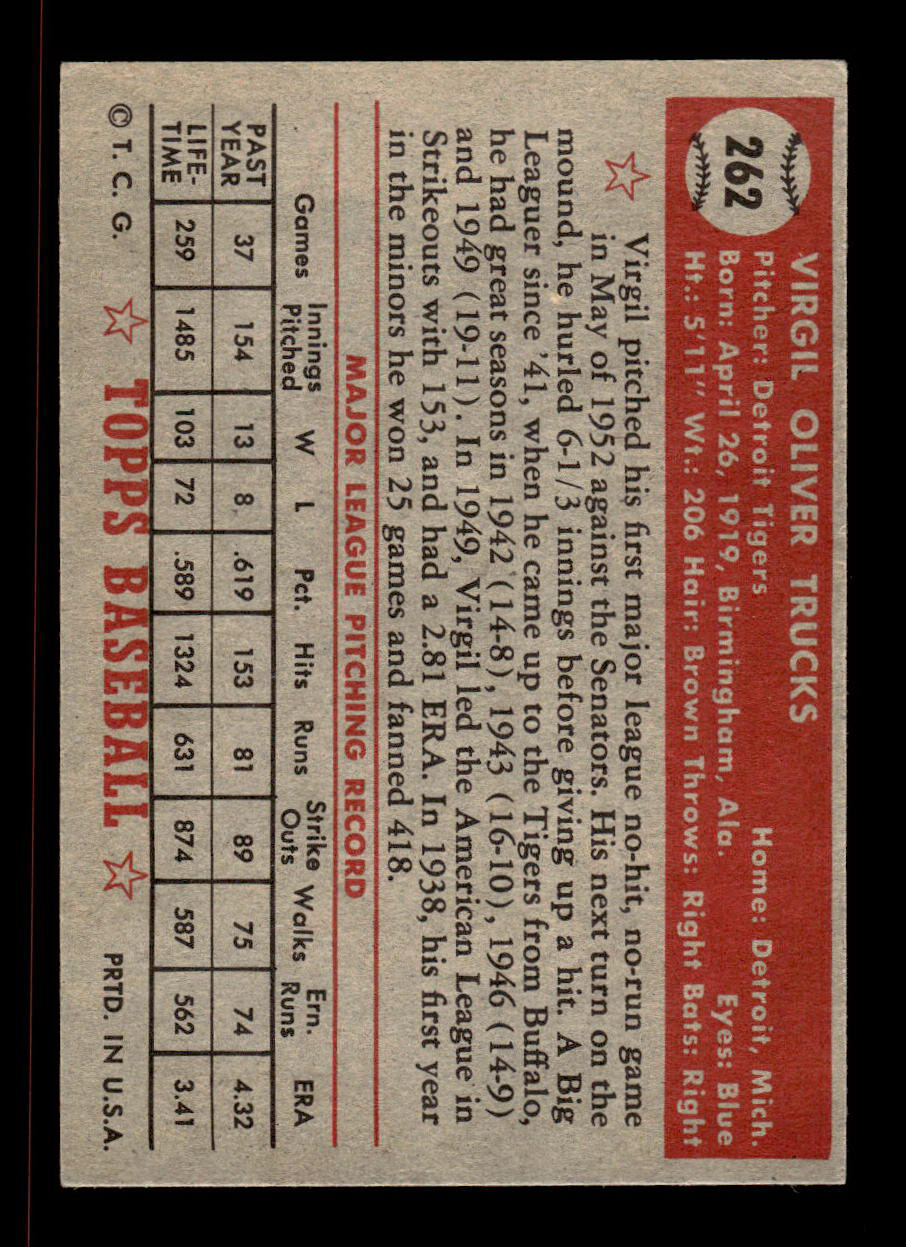 262
VIRGIL OLIVER TRUCKS
Pitcher: Detroit Tigers Home: Detroit, Mich.
Born: April 26, 1919, Birmingham, Ala. Eyes: Blue
Ht.: 5'11" Wt.: 206 Hair: Brown Throws: Right Bats: Right
Virgil pitched his first major league no-hit, no-run game
in May of 1952 against the Senators. His next turn on the
mound, he hurled 6-1/3 innings before giving up a hit. A Big
Leaguer since '41, when he came up to the Tigers from Buffalo,
he had great seasons in 1942 (14-8), 1943 (16-10), 1946 (14-9)
and 1949 (19-11). In 1949, Virgil led the American League in
Strikeouts with 153, and had a 2.81 ERA. In 1938, his first year
in the minors he won 25 games and fanned 418.
MAJOR LEAGUE PITCHING RECORD
Games Innings Pitched W L Pct. Hits Runs Strike Outs Walks Ern. Runs ERA
PAST YEAR 37 154 13 8 .619 153 81 89 75 74 4.32
LIFE-TIME 259 1485 103 72 .589 1324 631 874 587 562 3.41
© T. C. G. TOPPS BASEBALL PRTD. IN U.S.A.